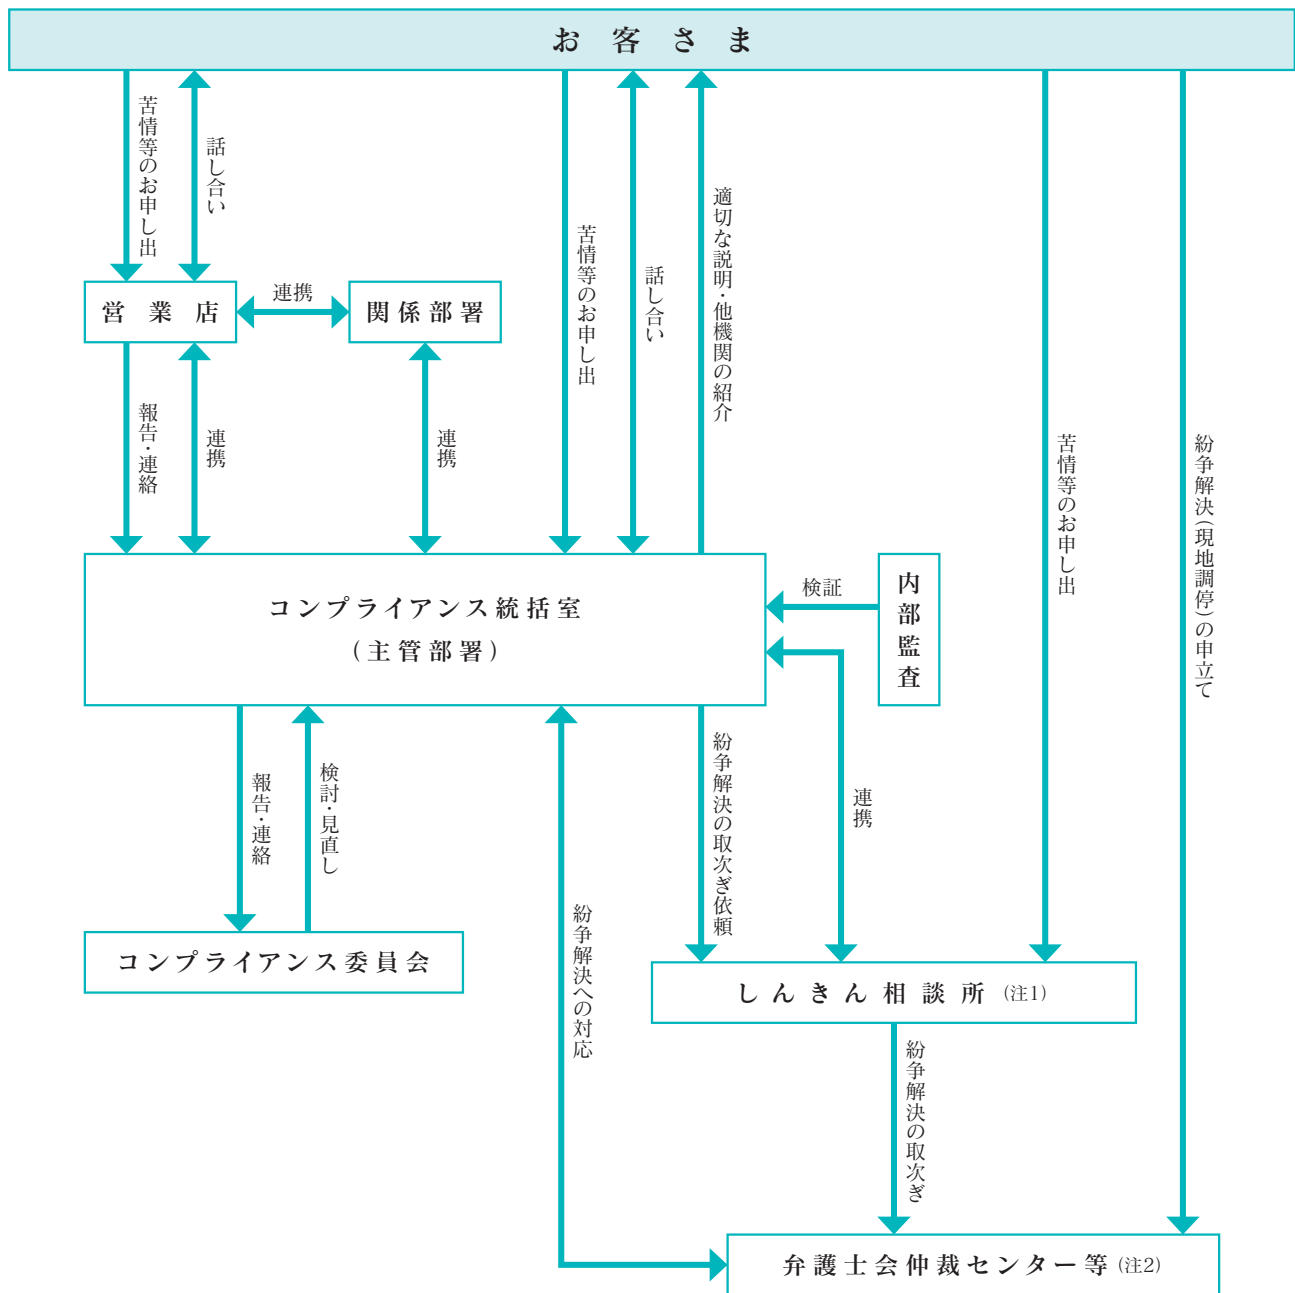 お客さま
苦情等のお申し出
話し合い
苦情等のお申し出
話し合い
適切な説明・他機関の紹介
苦情等のお申し出
紛争解決(現地調停)の申立て
営業店
連携
関係部署
報告・連絡
連携
連携
コンプライアンス統括室
(主管部署)
検証
内部監査
報告・連絡
検討・見直し
紛争解決への対応
紛争解決の取次ぎ依頼
連携
コンプライアンス委員会
しんきん相談所 (注1)
紛争解決の取次ぎ
弁護士会仲裁センター等 (注2)